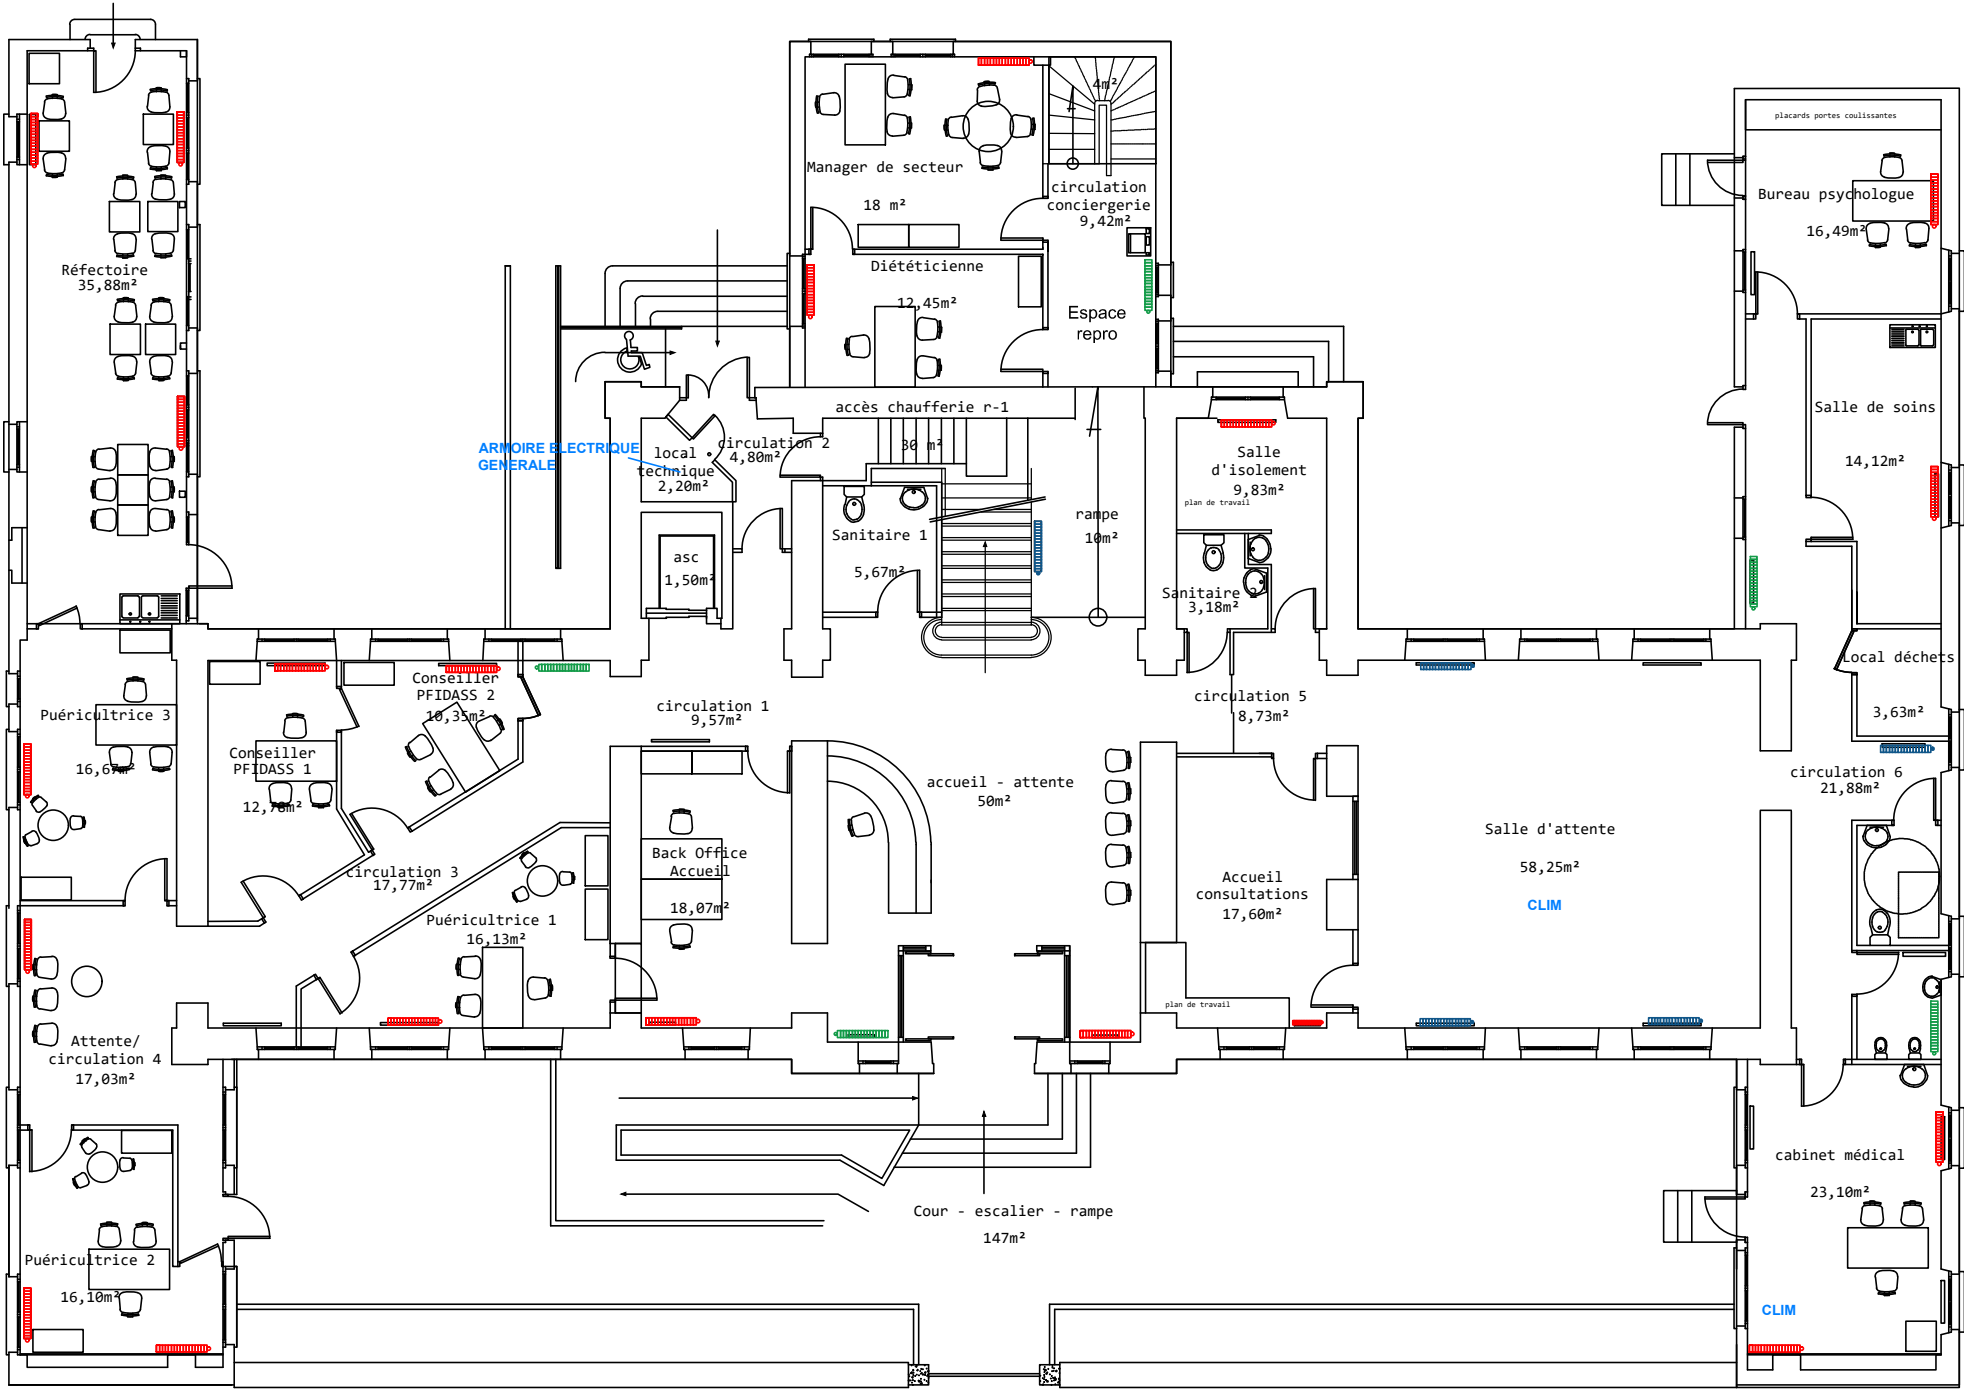 4m²
placards portes coulissantes
Manager de secteur
18 m²
circulation
conciergerie
9,42m²
Bureau psychologue
16,49m²
Réfectoire
35,88m²
Diététicienne
12,45m²
Espace
repro
accès chaufferie r-1
30 m²
Salle de soins
14,12m²
ARMOIRE ELECTRIQUE
GENERALE
local
technique
2,20m²
circulation 2
4,80m²
Salle
d'isolement
9,83m²
plan de travail
rampe
10m²
Sanitaire 1
5,67m²
asc
1,50m²
Sanitaire 2
3,18m²
Local déchets
3,63m²
Puéricultrice 3
16,67m²
Conseiller
PFIDASS 2
10,35m²
Conseiller
PFIDASS 1
12,78m²
circulation 1
9,57m²
circulation 5
8,73m²
accueil - attente
50m²
circulation 6
21,88m²
Salle d'attente
58,25m²
CLIM
Back Office
Accueil
18,07m²
circulation 3
17,77m²
Accueil
consultations
17,60m²
Puéricultrice 1
16,13m²
plan de travail
Attente/
circulation 4
17,03m²
cabinet médical
23,10m²
CLIM
Cour - escalier - rampe
147m²
Puéricultrice 2
16,10m²